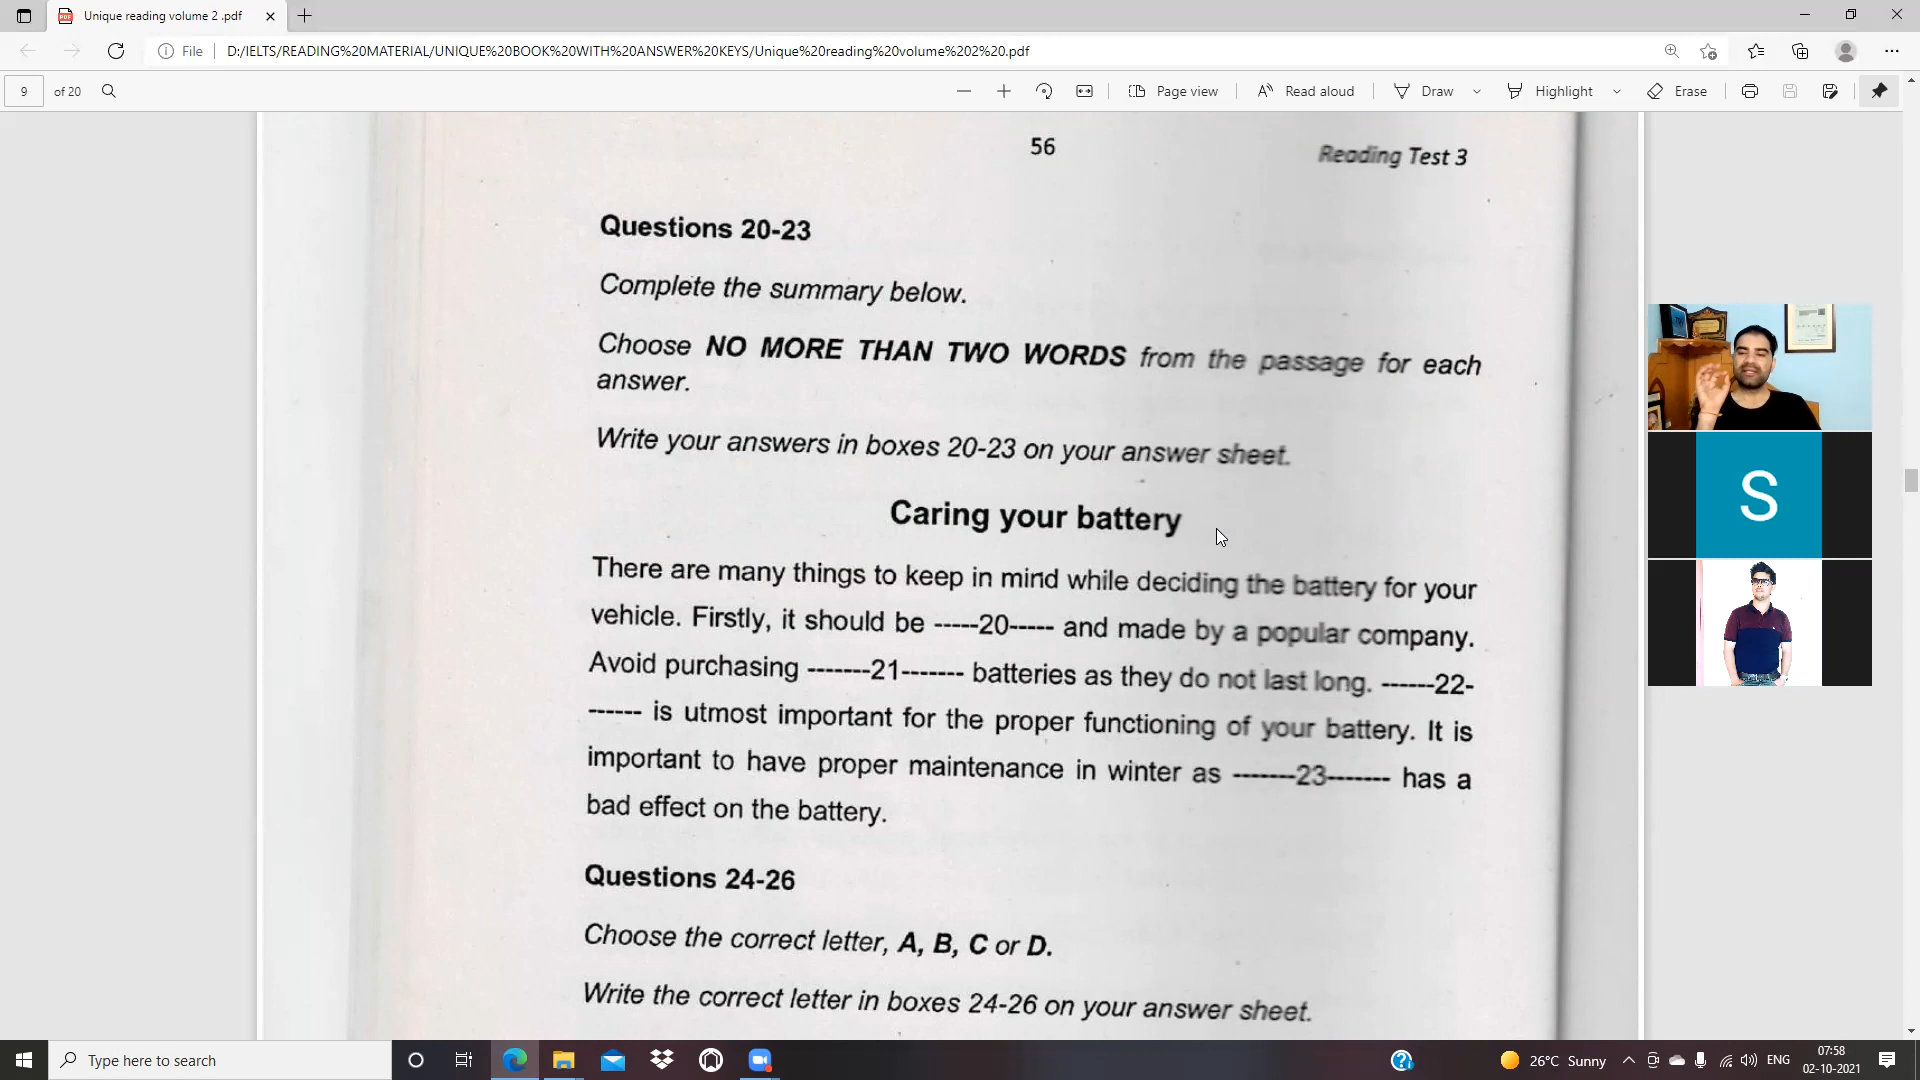 Unique reading volume 2 .pdf
File
D:/IELTS/READING%20MATERIAL/UNIQUE%20BOOK%20WITH%20ANSWER%20KEYS/Unique%20reading%20volume%202%20.pdf
9 of 20
Page view
Read aloud
Draw
Highlight
Erase
56
Reading Test 3
Questions 20-23
Complete the summary below.
Choose NO MORE THAN TWO WORDS from the passage for each
answer.
Write your answers in boxes 20-23 on your answer sheet.
Caring your battery
There are many things to keep in mind while deciding the battery for your
vehicle. Firstly, it should be -----20----- and made by a popular company.
Avoid purchasing -------21------- batteries as they do not last long. ------22-
------ is utmost important for the proper functioning of your battery. It is
important to have proper maintenance in winter as -------23------- has a
bad effect on the battery.
Questions 24-26
Choose the correct letter, A, B, C or D.
Write the correct letter in boxes 24-26 on your answer sheet.
S
Type here to search
26°C Sunny
ENG
07:58
02-10-2021